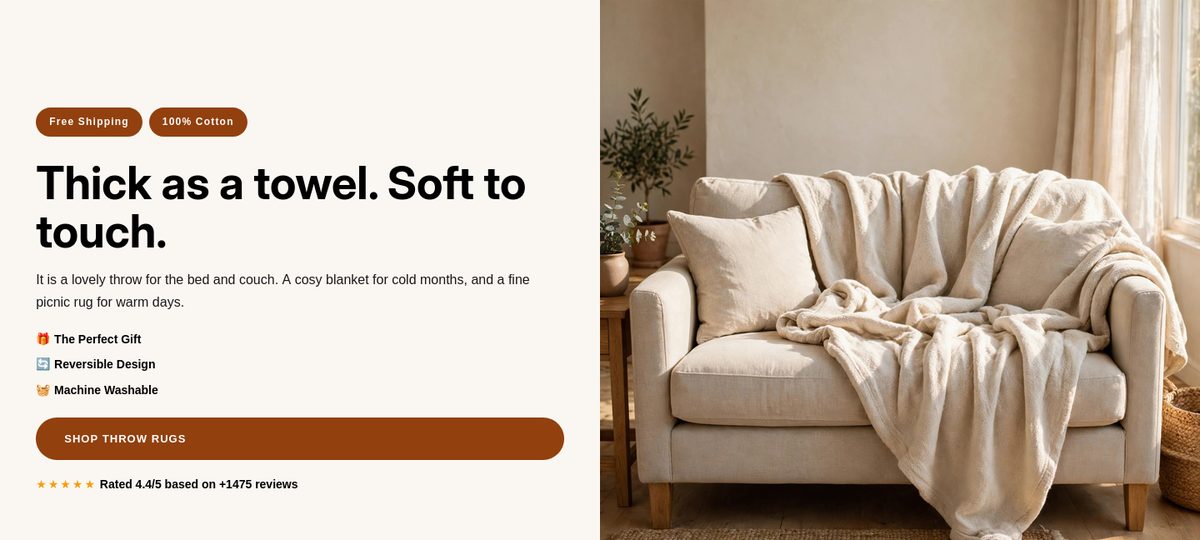 Free Shipping 100% Cotton
Thick as a towel. Soft to
touch.
It is a lovely throw for the bed and couch. A cosy blanket for cold months, and a fine
picnic rug for warm days.
🎁 The Perfect Gift
🔄 Reversible Design
🧺 Machine Washable
SHOP THROW RUGS
★★★★★ Rated 4.4/5 based on +1475 reviews